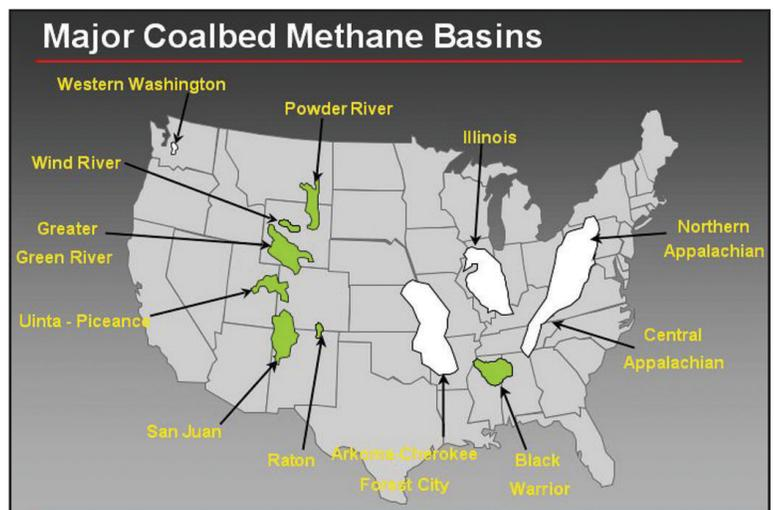 Major Coalbed Methane Basins
Western Washington
Powder River
Illinois
Wind River
Greater
Green River
Northern
Appalachian
Uinta - Piceance
Central
Appalachian
San Juan
Raton
Arkoma-Cherokee
Forest City
Black
Warrior